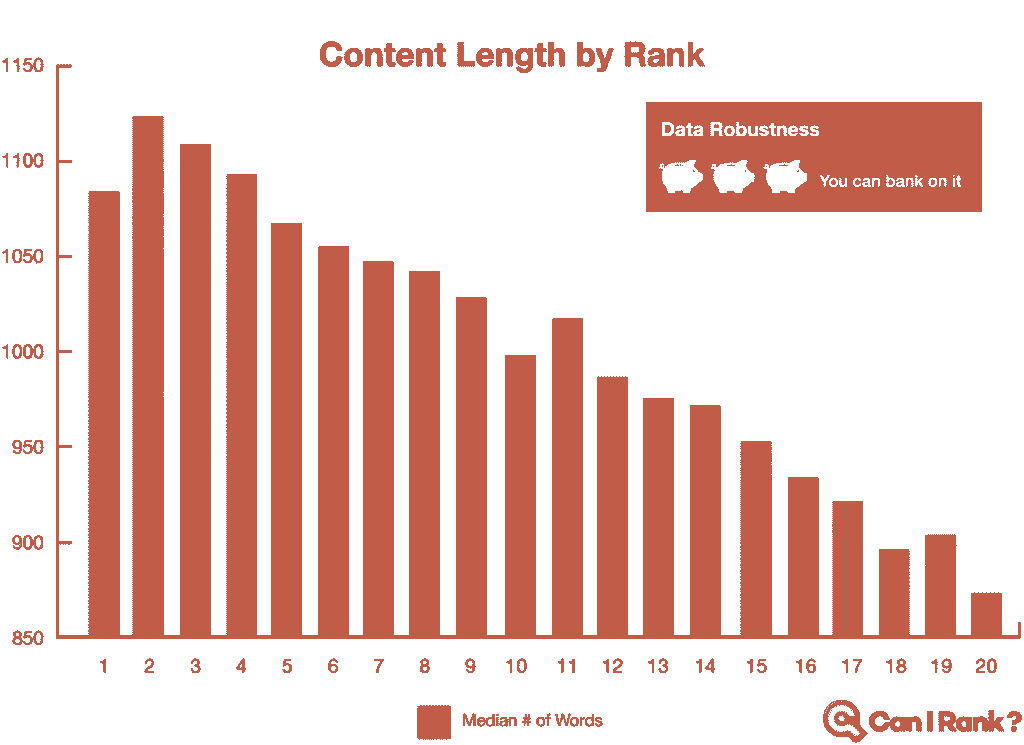 Content Length by Rank
1150
1100
1050
1000
950
900
850
Data Robustness
You can bank on it
1 2 3 4 5 6 7 8 9 10 11 12 13 14 15 16 17 18 19 20
Median # of Words
Can I Rank?